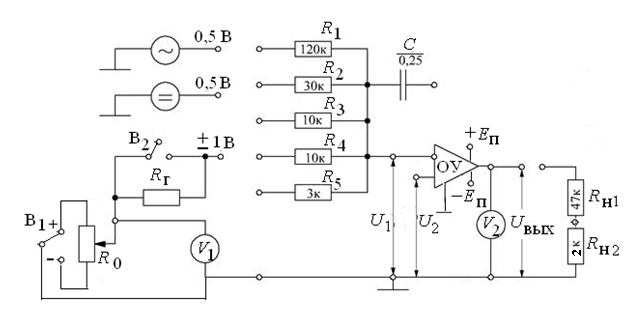 0,5 В
~
R1
120к
C
0,25
0,5 В
=
R2
30к
R3
10к
В2
± 1В
R4
10к
+Eп
ОУ
Rг
R5
3к
−Eп
В1
+
-
R0
V1
U1
U2
V2
Uвых
47к
Rн1
2к
Rн2